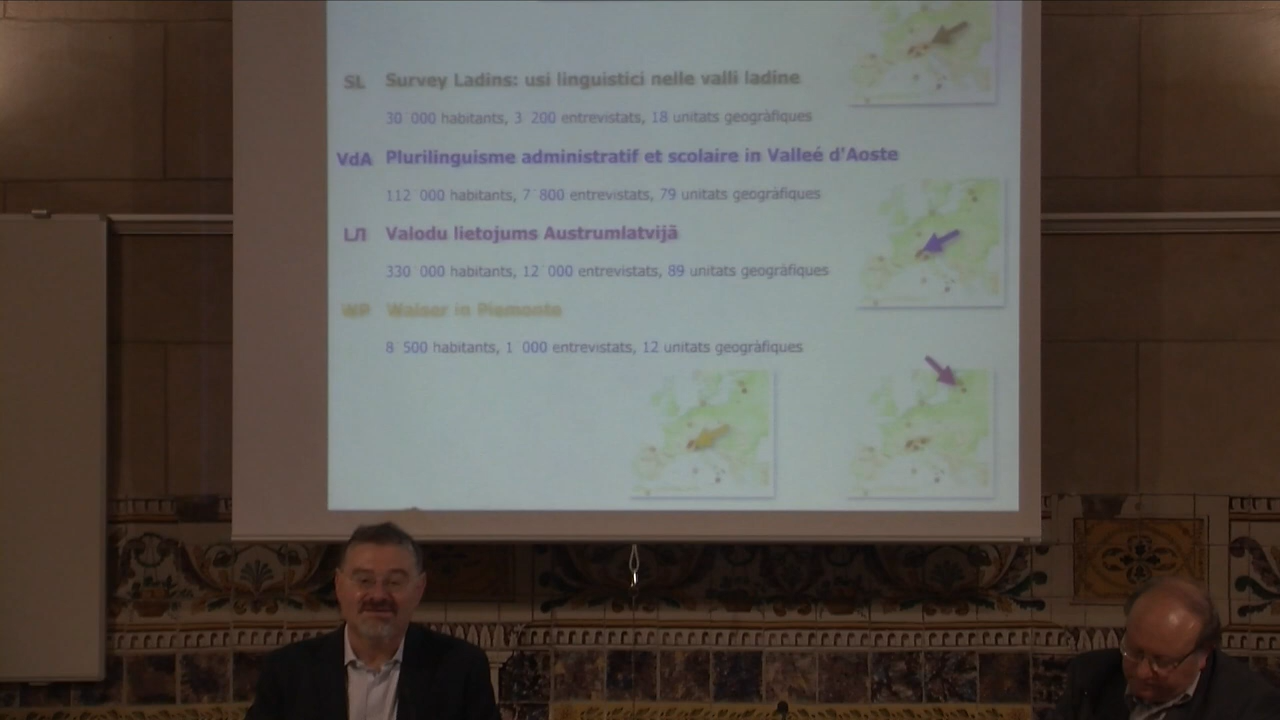 SL Survey Ladins: usi linguistici nelle valli ladine
30 000 habitants, 3 200 entrevistats, 18 unitats geogràfiques
VdA Plurilinguisme administratif et scolaire in Valleé d'Aoste
112 000 habitants, 7 800 entrevistats, 79 unitats geogràfiques
LЛ Valodu lietojums Austrumlatvijā
330 000 habitants, 12 000 entrevistats, 89 unitats geogràfiques
WP Walser in Piemonte
8 500 habitants, 1 000 entrevistats, 12 unitats geogràfiques